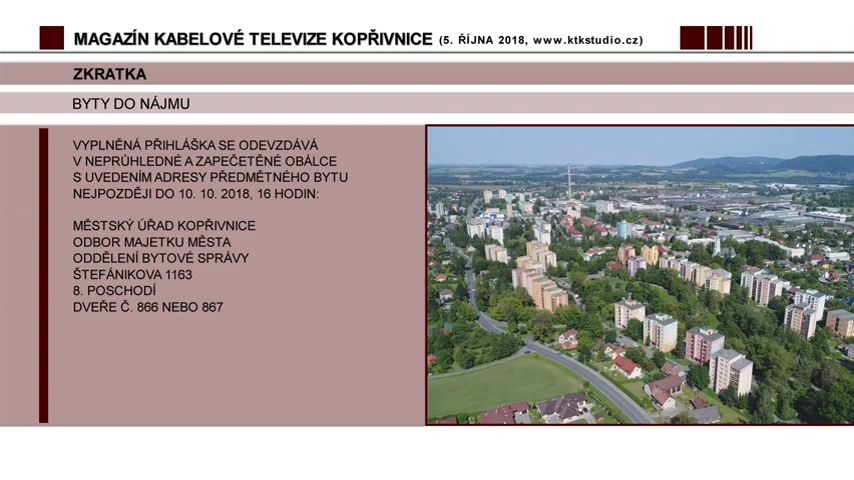 MAGAZÍN KABELOVÉ TELEVIZE KOPŘIVNICE (5. ŘÍJNA 2018, www.ktkstudio.cz)
ZKRATKA
BYTY DO NÁJMU
VYPLNĚNÁ PŘIHLÁŠKA SE ODEVZDÁVÁ
V NEPRŮHLEDNÉ A ZAPEČETĚNÉ OBÁLCE
S UVEDENÍM ADRESY PŘEDMĚTNÉHO BYTU
NEJPOZDĚJI DO 10. 10. 2018, 16 HODIN:
MĚSTSKÝ ÚŘAD KOPŘIVNICE
ODBOR MAJETKU MĚSTA
ODDĚLENÍ BYTOVÉ SPRÁVY
ŠTEFÁNIKOVA 1163
8. POSCHODÍ
DVEŘE Č. 866 NEBO 867